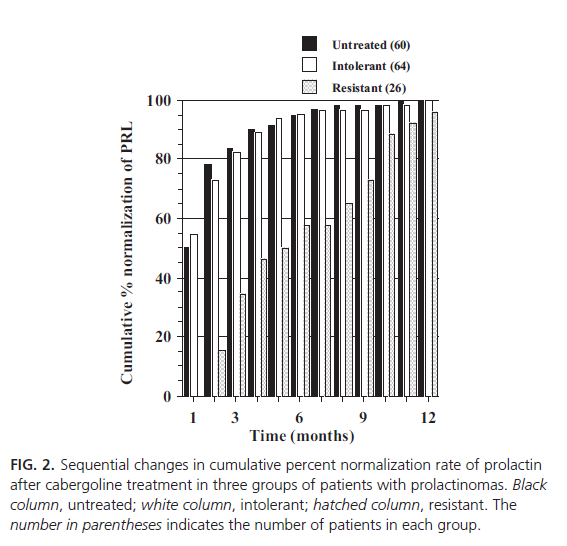 Untreated (60)
Intolerant (64)
Resistant (26)
Cumulative % normalization of PRL
100
80
60
40
20
0
1 3 6 9 12
Time (months)
FIG. 2. Sequential changes in cumulative percent normalization rate of prolactin
after cabergoline treatment in three groups of patients with prolactinomas. Black
column, untreated; white column, intolerant; hatched column, resistant. The
number in parentheses indicates the number of patients in each group.